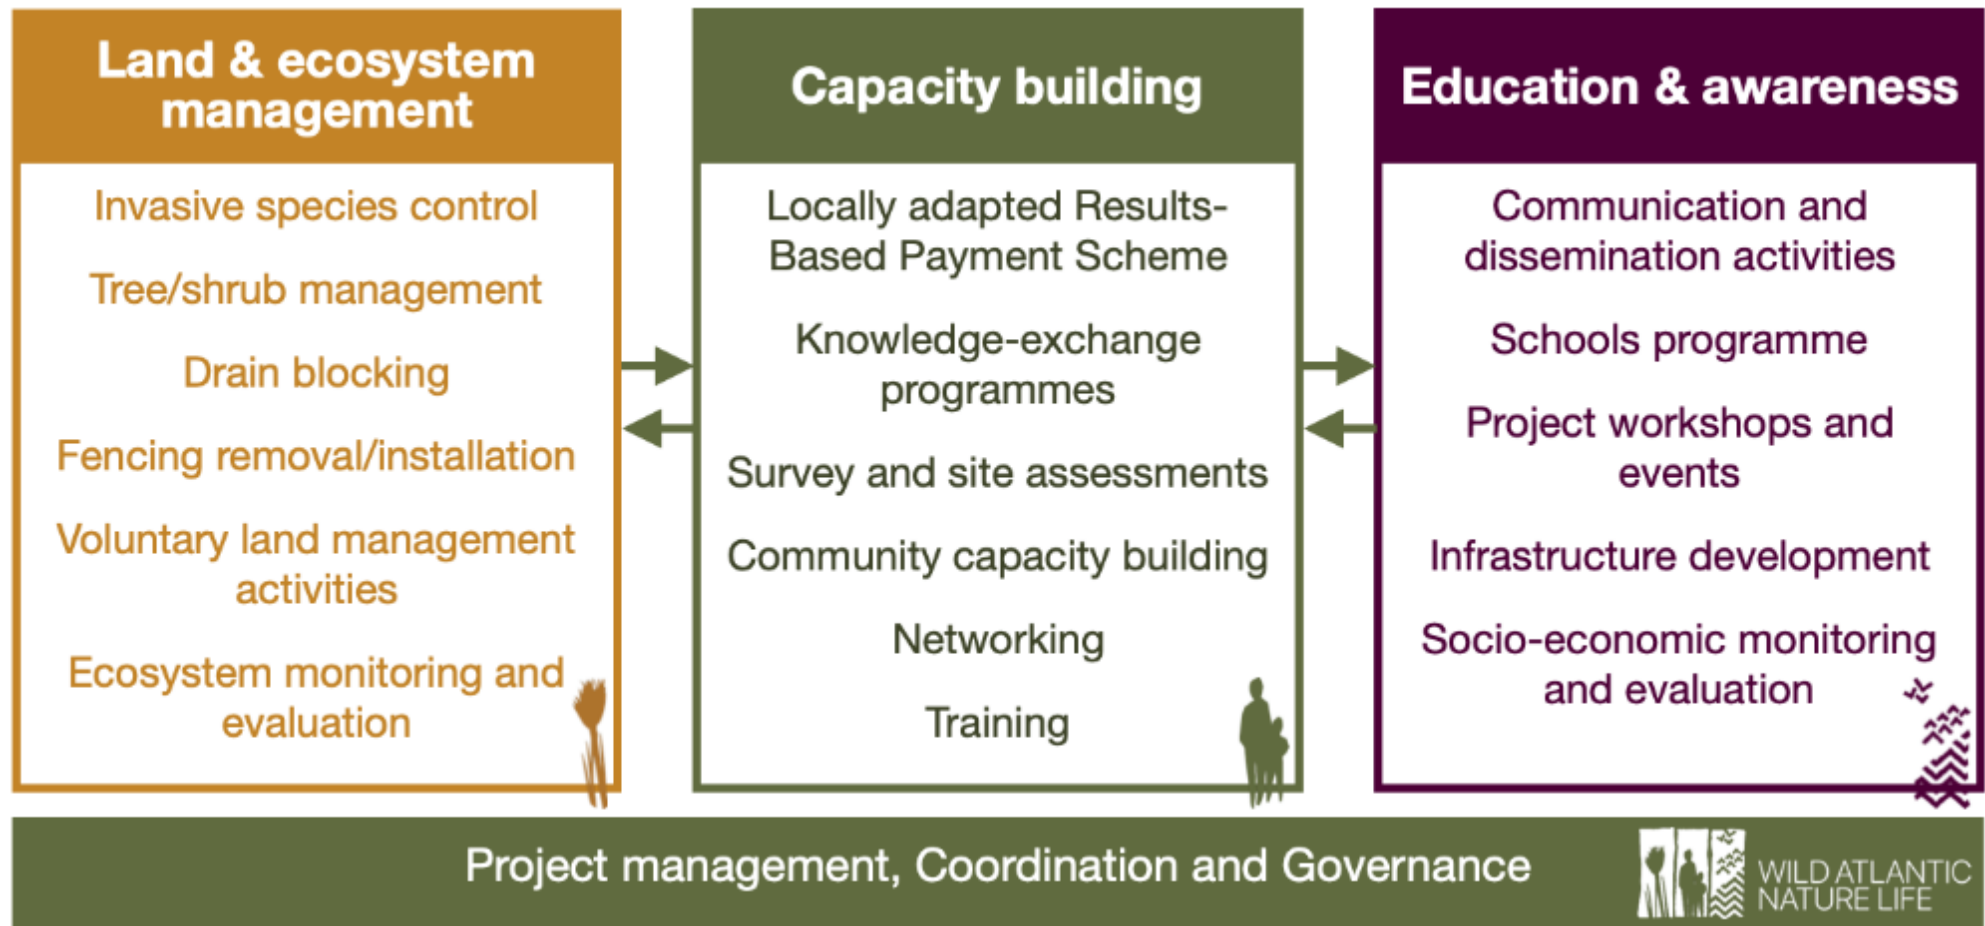 Land & ecosystem
management
Invasive species control
Tree/shrub management
Drain blocking
Fencing removal/installation
Voluntary land management
activities
Ecosystem monitoring and
evaluation
Capacity building
Locally adapted Results-
Based Payment Scheme
Knowledge-exchange
programmes
Survey and site assessments
Community capacity building
Networking
Training
Education & awareness
Communication and
dissemination activities
Schools programme
Project workshops and
events
Infrastructure development
Socio-economic monitoring
and evaluation
Project management, Coordination and Governance
WILD ATLANTIC
NATURE LIFE